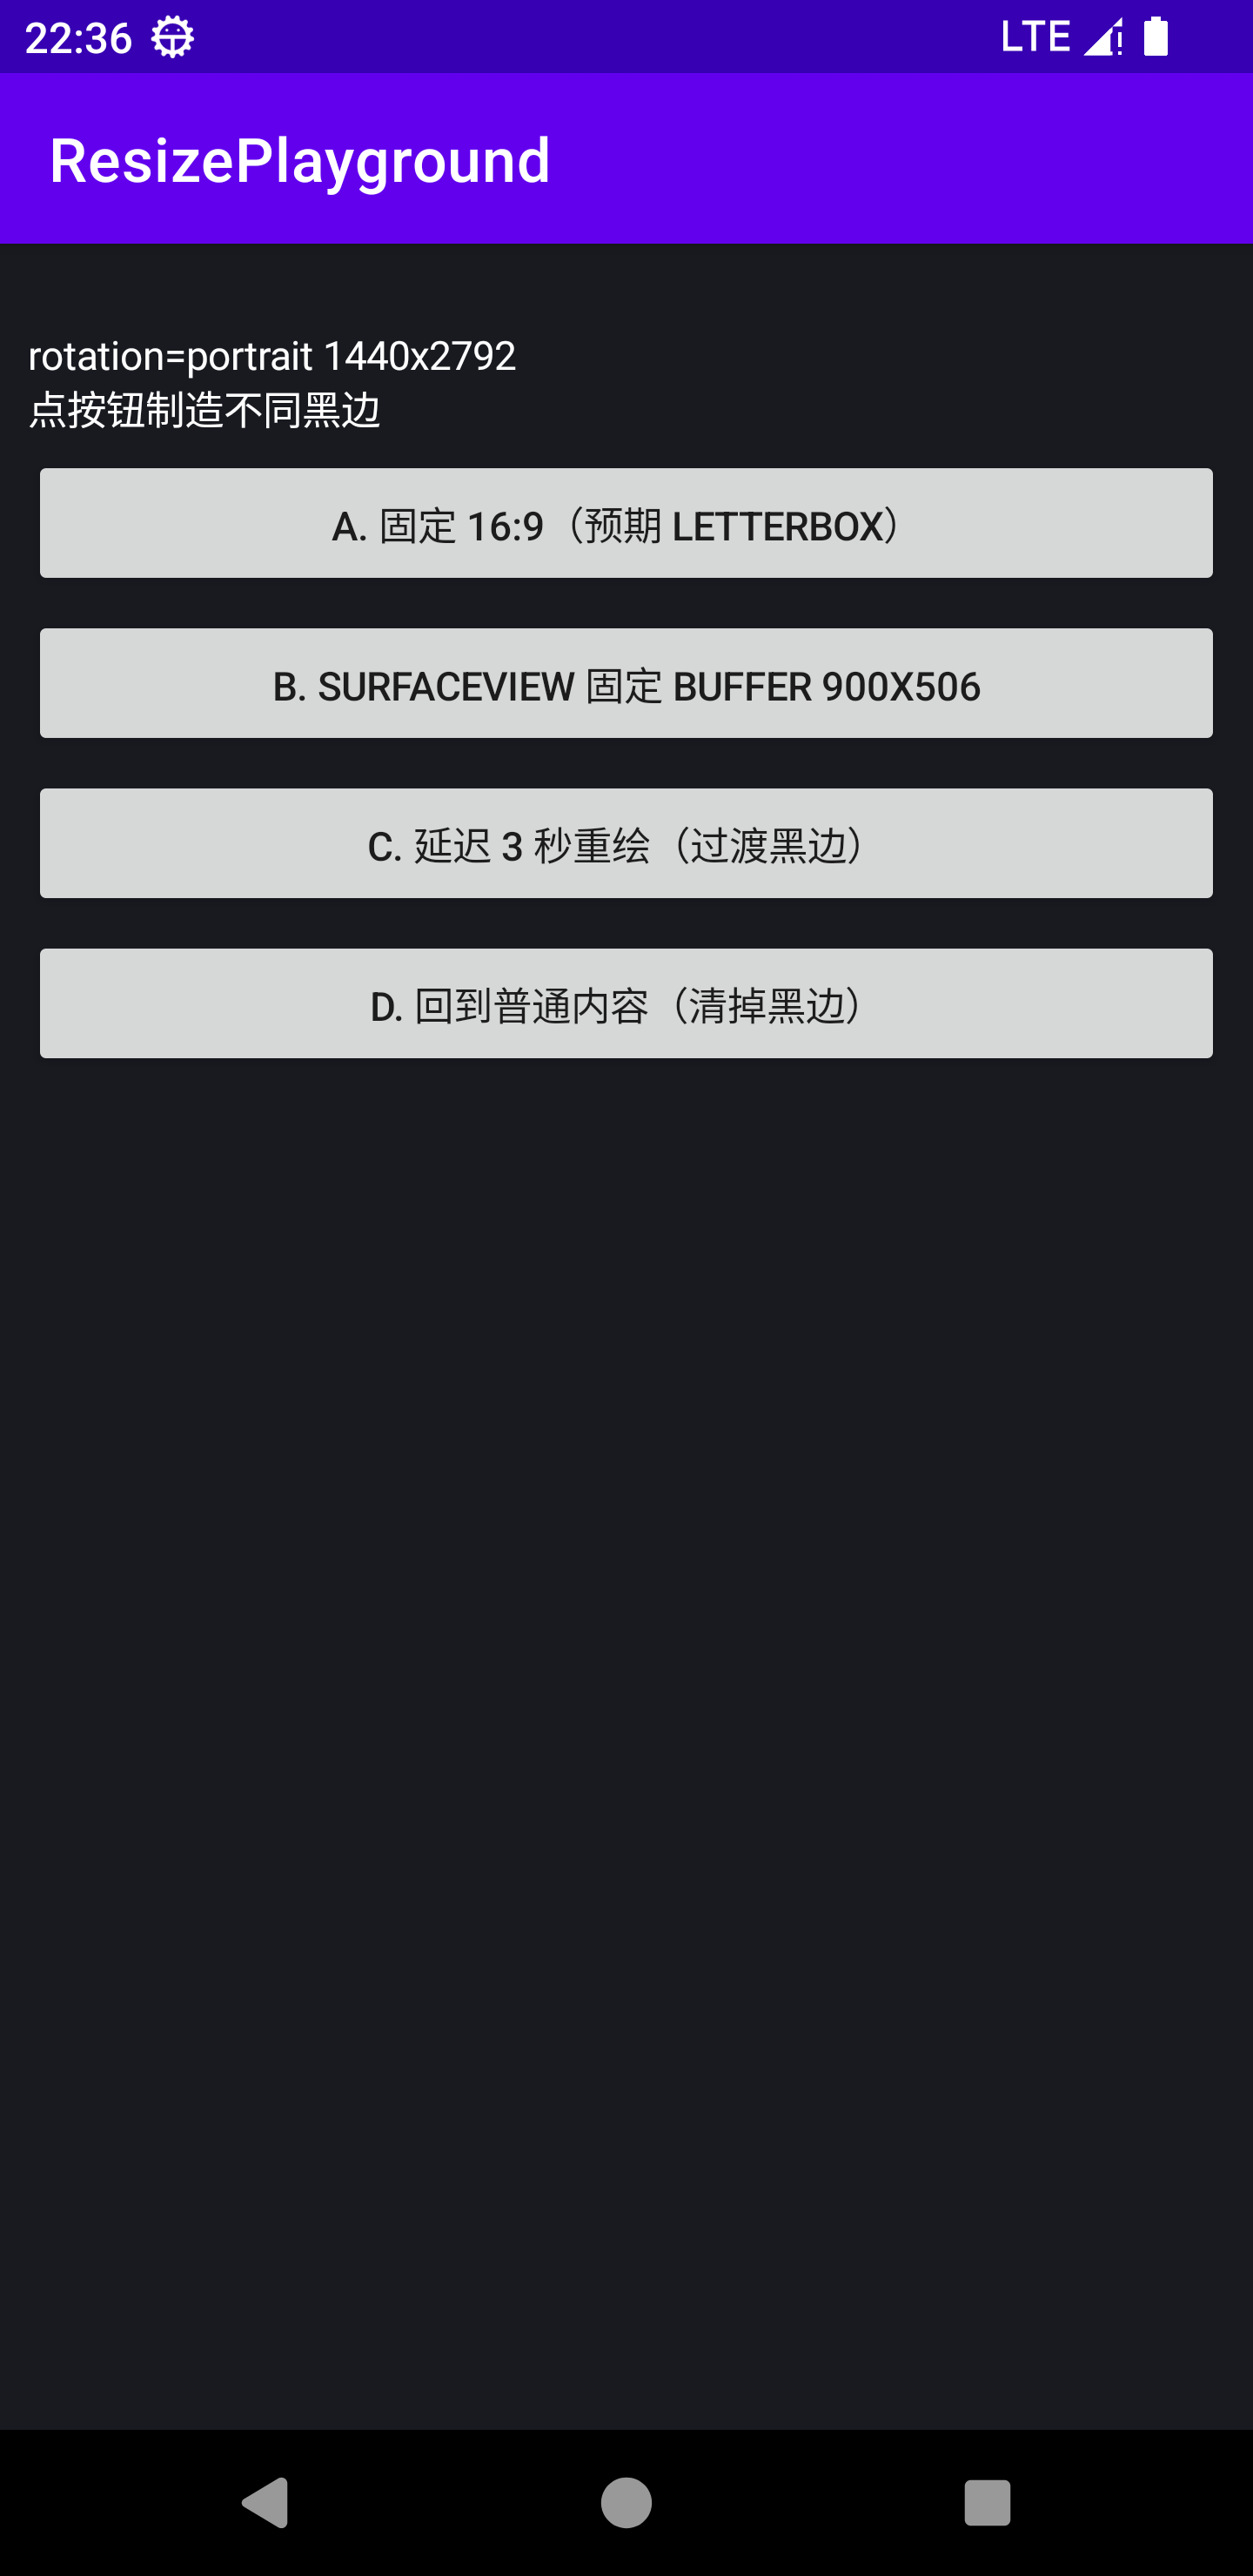 22:36
LTE
ResizePlayground
rotation=portrait 1440x2792
点按钮制造不同黑边
A. 固定 16:9（预期 LETTERBOX）
B. SURFACEVIEW 固定 BUFFER 900X506
C. 延迟 3 秒重绘（过渡黑边）
D. 回到普通内容（清掉黑边）